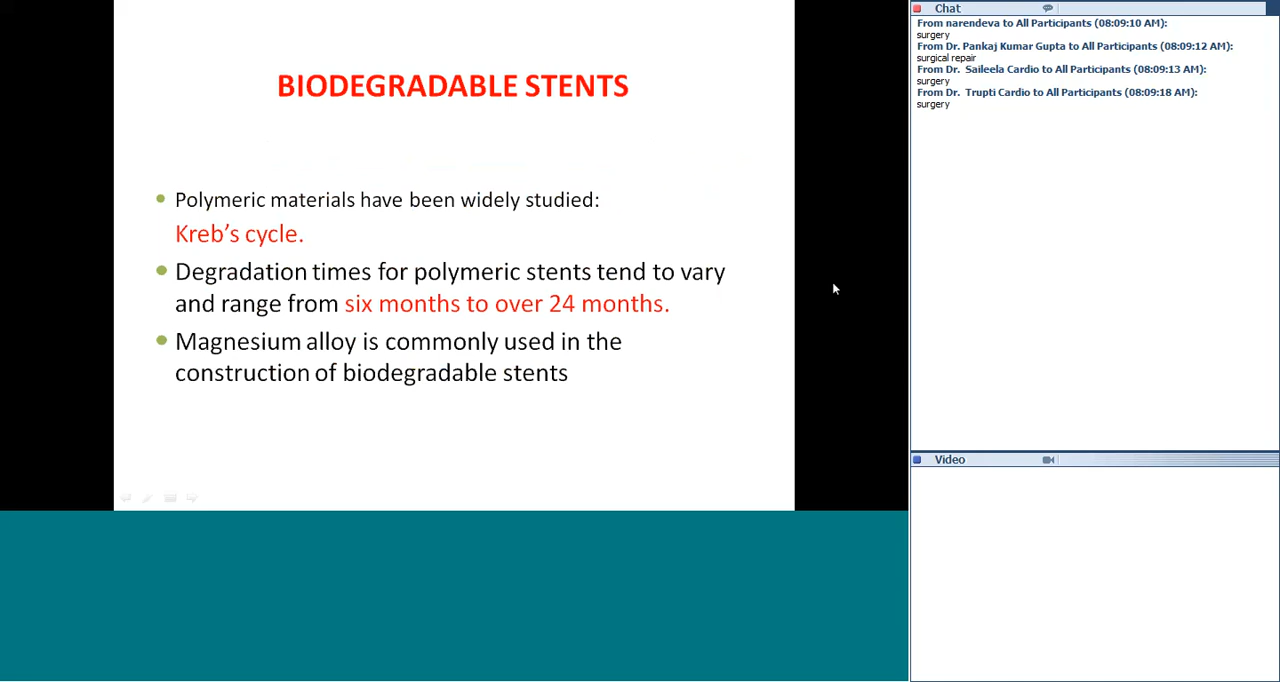 BIODEGRADABLE STENTS
Polymeric materials have been widely studied:
Kreb’s cycle.
Degradation times for polymeric stents tend to vary
and range from six months to over 24 months.
Magnesium alloy is commonly used in the
construction of biodegradable stents
Chat
From narendeva to All Participants (08:09:10 AM):
surgery
From Dr. Pankaj Kumar Gupta to All Participants (08:09:12 AM):
surgical repair
From Dr.  Saileela Cardio to All Participants (08:09:13 AM):
surgery
From Dr.  Trupti Cardio to All Participants (08:09:18 AM):
surgery
Video